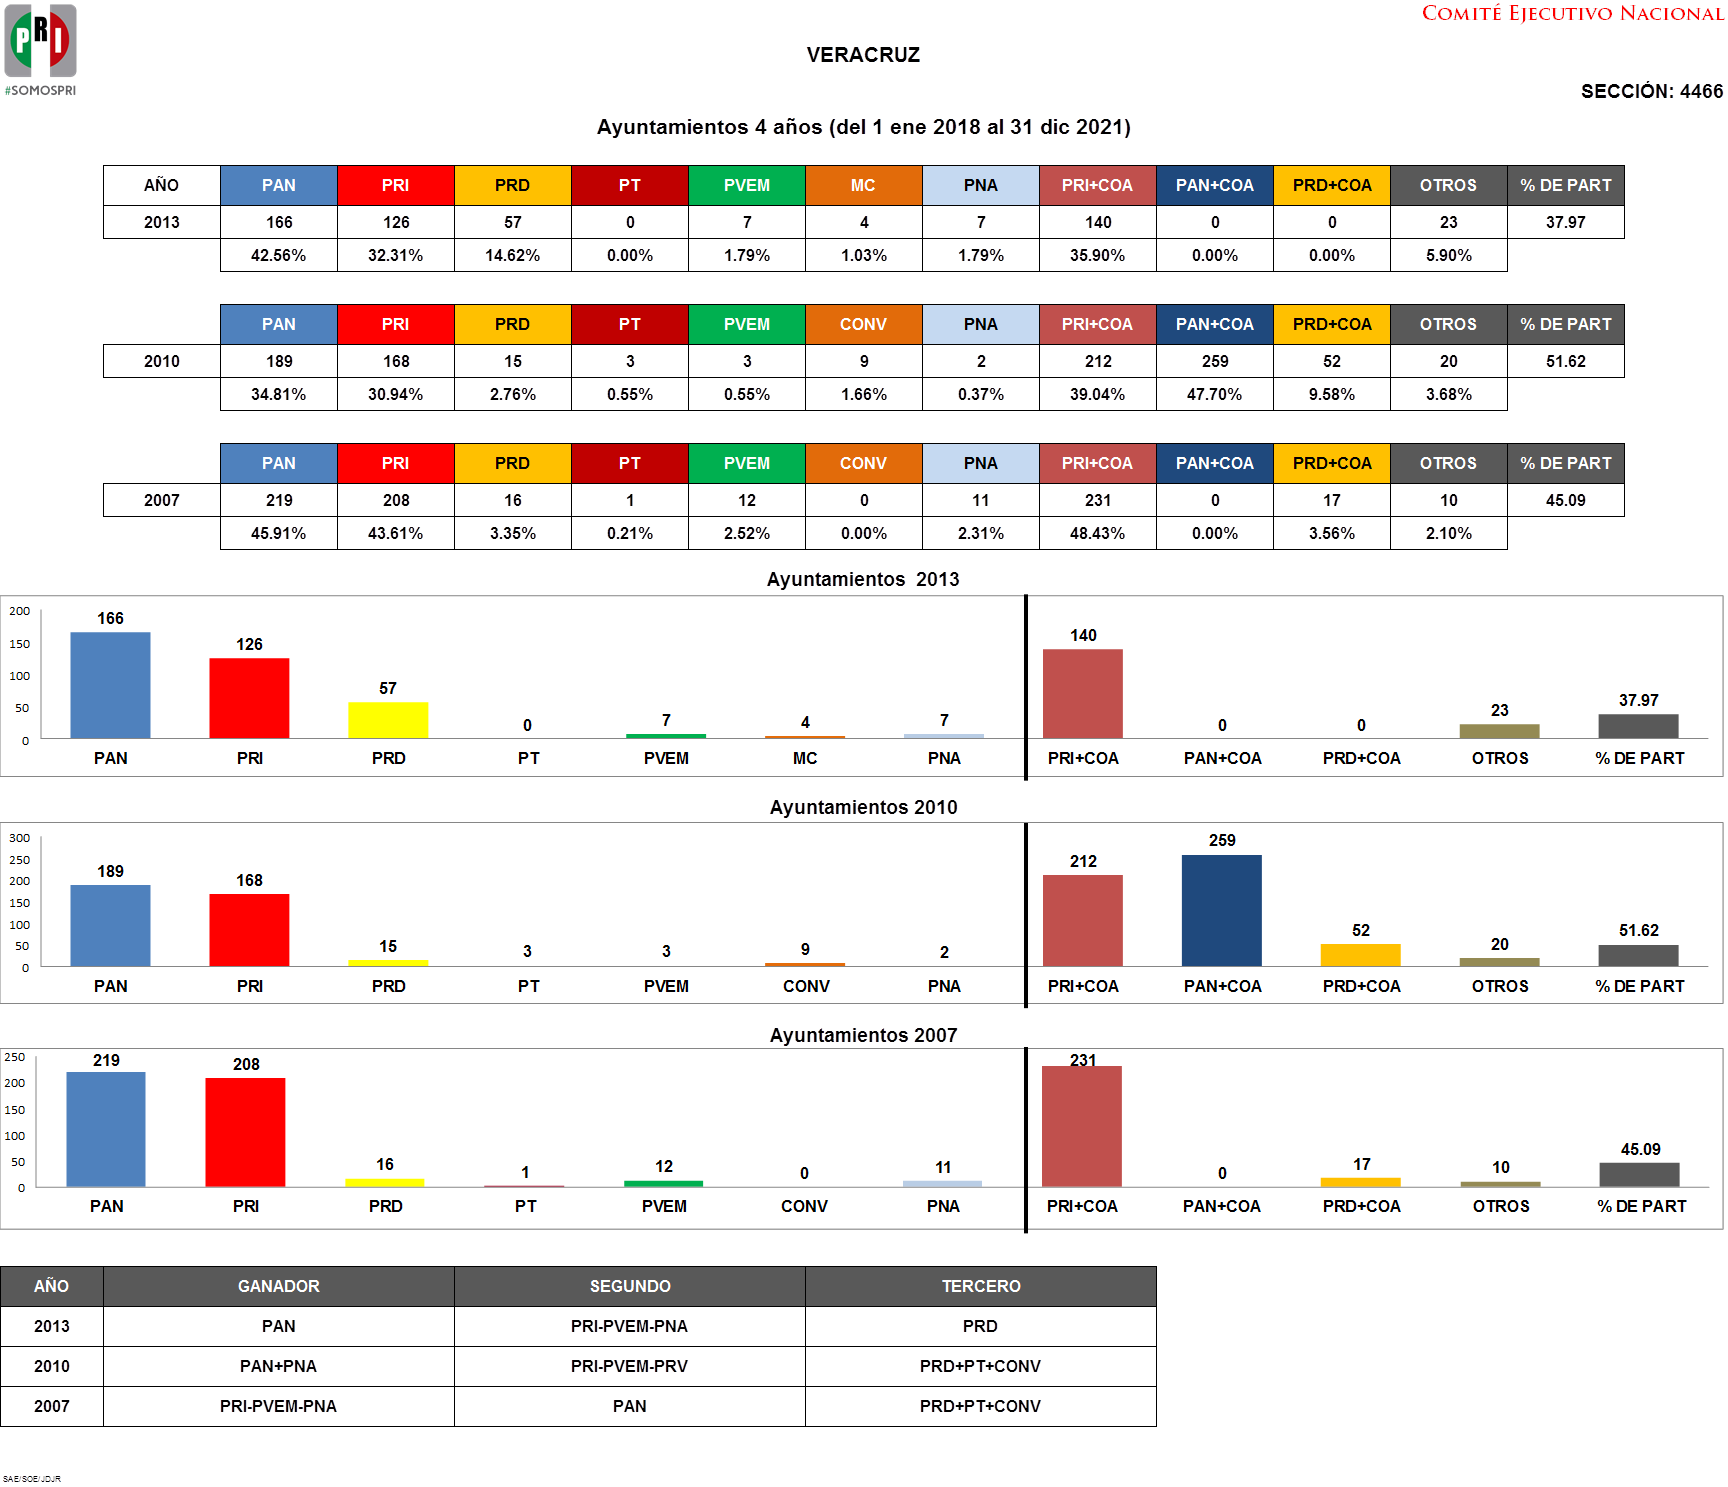 PRI
#SOMOSPRI
COMITÉ EJECUTIVO NACIONAL
VERACRUZ
SECCIÓN: 4466
Ayuntamientos 4 años (del 1 ene 2018 al 31 dic 2021)
AÑO PAN PRI PRD PT PVEM MC PNA PRI+COA PAN+COA PRD+COA OTROS % DE PART
2013 166 126 57 0 7 4 7 140 0 0 23 37.97
42.56% 32.31% 14.62% 0.00% 1.79% 1.03% 1.79% 35.90% 0.00% 0.00% 5.90%
PAN PRI PRD PT PVEM CONV PNA PRI+COA PAN+COA PRD+COA OTROS % DE PART
2010 189 168 15 3 3 9 2 212 259 52 20 51.62
34.81% 30.94% 2.76% 0.55% 0.55% 1.66% 0.37% 39.04% 47.70% 9.58% 3.68%
PAN PRI PRD PT PVEM CONV PNA PRI+COA PAN+COA PRD+COA OTROS % DE PART
2007 219 208 16 1 12 0 11 231 0 17 10 45.09
45.91% 43.61% 3.35% 0.21% 2.52% 0.00% 2.31% 48.43% 0.00% 3.56% 2.10%
Ayuntamientos 2013
200
150
100
50
0
166 126 57 0 7 4 7 140 0 0 23 37.97
PAN PRI PRD PT PVEM MC PNA PRI+COA PAN+COA PRD+COA OTROS % DE PART
Ayuntamientos 2010
300
250
200
150
100
50
0
189 168 15 3 3 9 2 212 259 52 20 51.62
PAN PRI PRD PT PVEM CONV PNA PRI+COA PAN+COA PRD+COA OTROS % DE PART
Ayuntamientos 2007
250
200
150
100
50
0
219 208 16 1 12 0 11 231 0 17 10 45.09
PAN PRI PRD PT PVEM CONV PNA PRI+COA PAN+COA PRD+COA OTROS % DE PART
AÑO GANADOR SEGUNDO TERCERO
2013 PAN PRI-PVEM-PNA PRD
2010 PAN+PNA PRI-PVEM-PRV PRD+PT+CONV
2007 PRI-PVEM-PNA PAN PRD+PT+CONV
SAE/SOE/JDJR